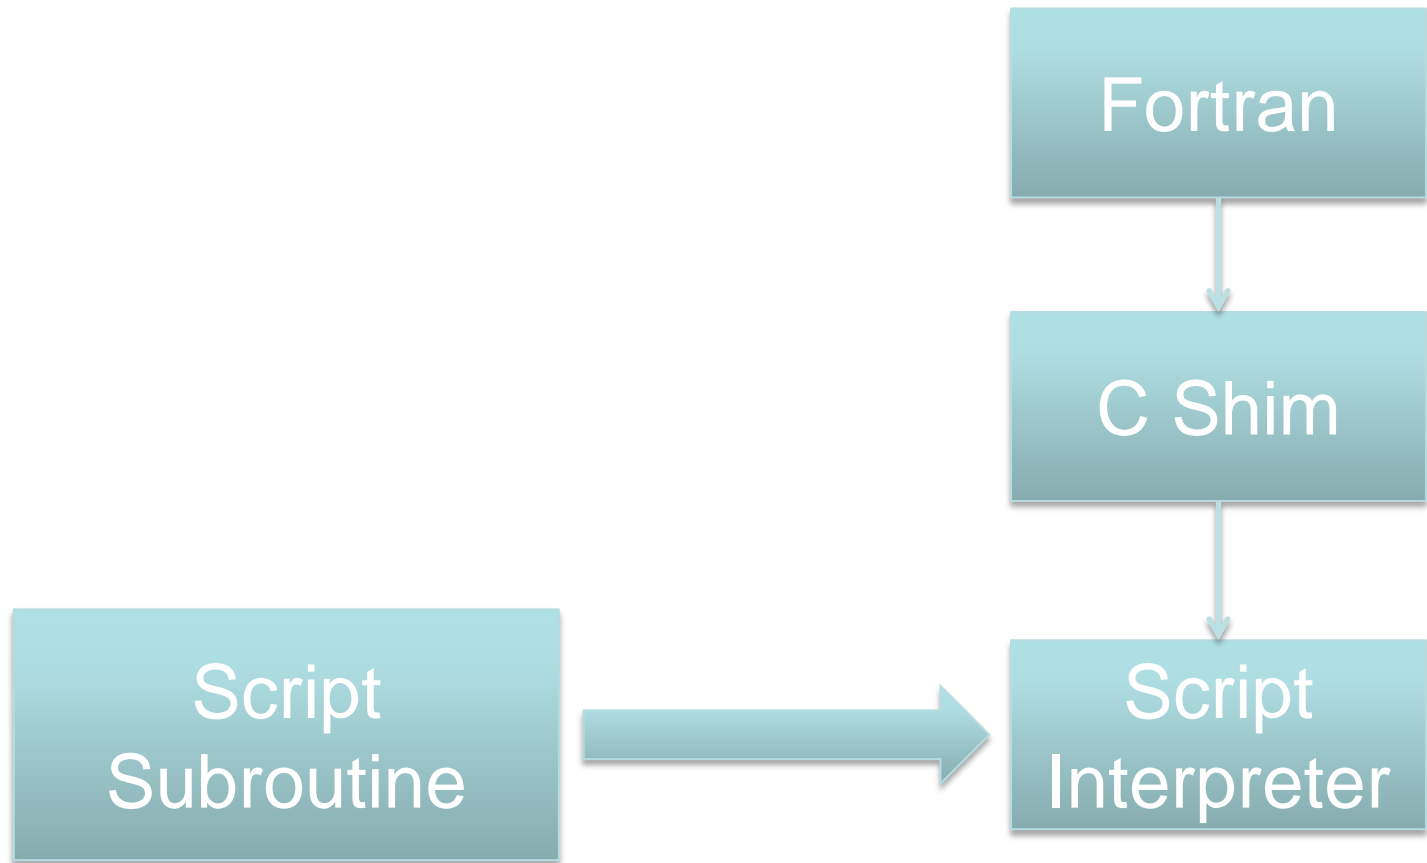 Fortran
C Shim
Script
Subroutine
Script
Interpreter